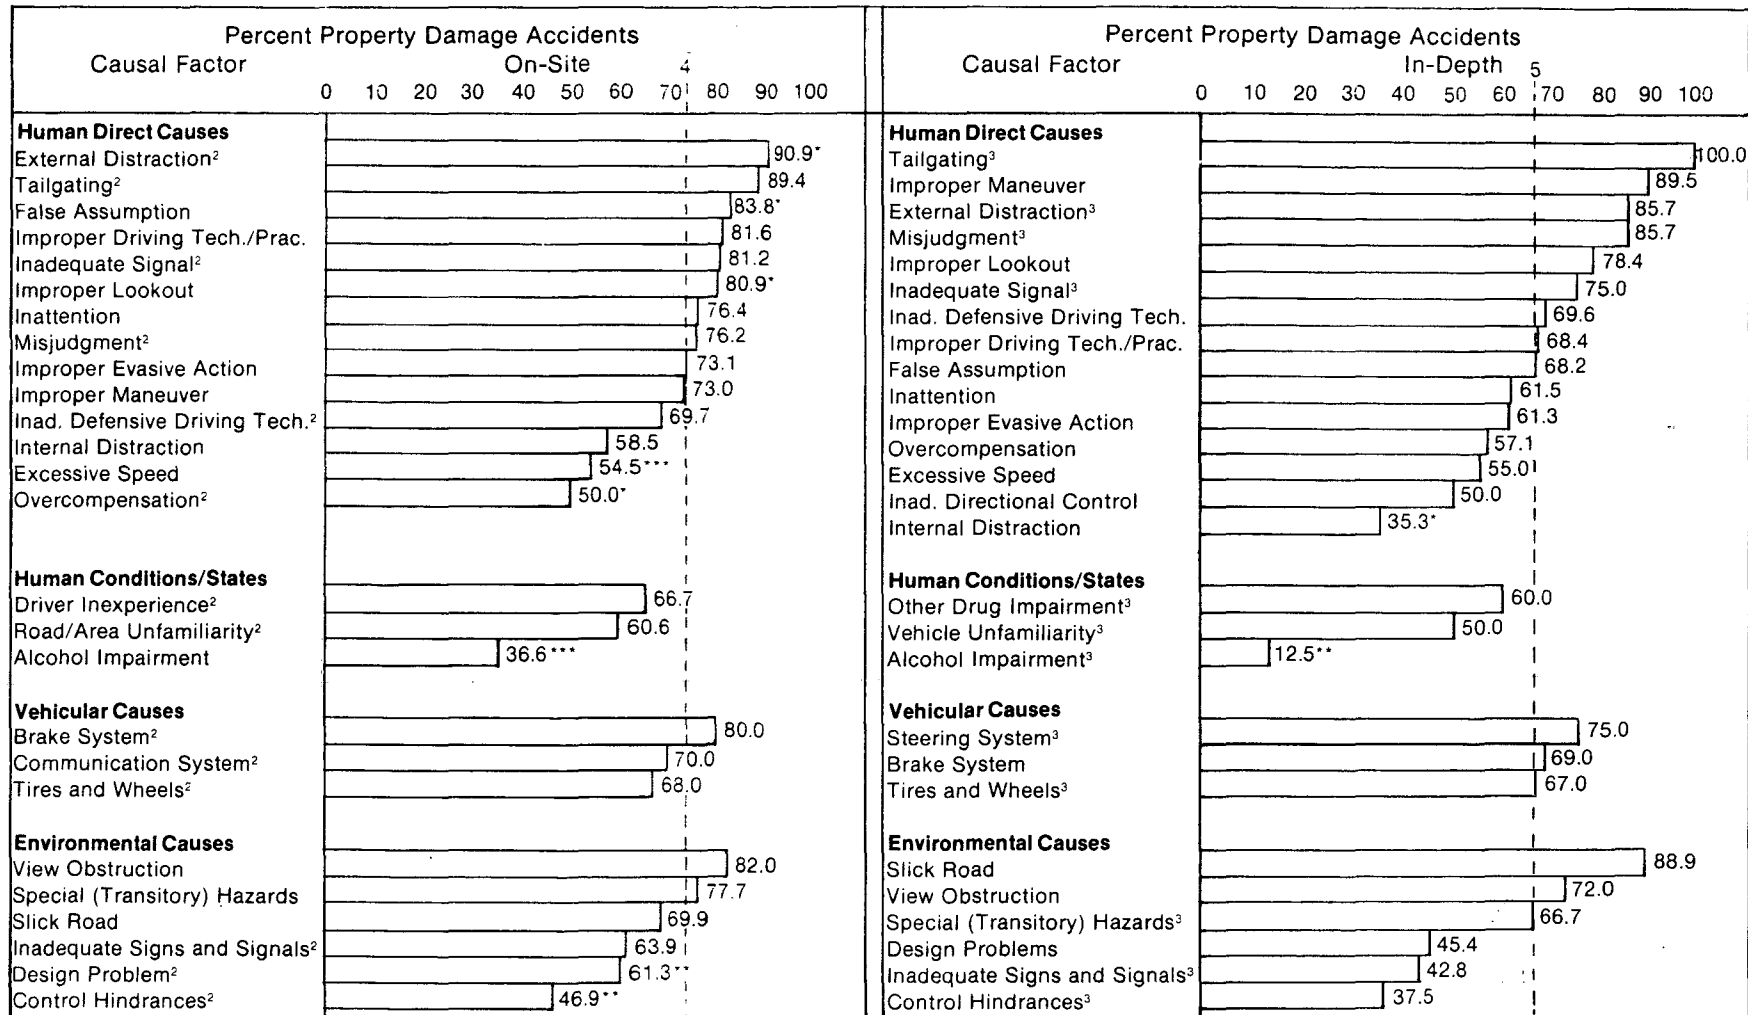 Percent Property Damage Accidents
Causal Factor On-Site 4
0 10 20 30 40 50 60 70 80 90 100
Human Direct Causes
External Distraction² 90.9*
Tailgating² 89.4
False Assumption 83.8*
Improper Driving Tech./Prac. 81.6
Inadequate Signal² 81.2
Improper Lookout 80.9*
Inattention 76.4
Misjudgment² 76.2
Improper Evasive Action 73.1
Improper Maneuver 73.0
Inad. Defensive Driving Tech.² 69.7
Internal Distraction 58.5
Excessive Speed 54.5***
Overcompensation² 50.0*
Human Conditions/States
Driver Inexperience² 66.7
Road/Area Unfamiliarity² 60.6
Alcohol Impairment 36.6***
Vehicular Causes
Brake System² 80.0
Communication System² 70.0
Tires and Wheels² 68.0
Environmental Causes
View Obstruction 82.0
Special (Transitory) Hazards 77.7
Slick Road 69.9
Inadequate Signs and Signals² 63.9
Design Problem² 61.3**
Control Hindrances² 46.9**
Percent Property Damage Accidents
Causal Factor In-Depth 5
0 10 20 30 40 50 60 70 80 90 100
Human Direct Causes
Tailgating³ 100.0
Improper Maneuver 89.5
External Distraction³ 85.7
Misjudgment³ 85.7
Improper Lookout 78.4
Inadequate Signal³ 75.0
Inad. Defensive Driving Tech. 69.6
Improper Driving Tech./Prac. 68.4
False Assumption 68.2
Inattention 61.5
Improper Evasive Action 61.3
Overcompensation 57.1
Excessive Speed 55.0
Inad. Directional Control 50.0
Internal Distraction 35.3*
Human Conditions/States
Other Drug Impairment³ 60.0
Vehicle Unfamiliarity³ 50.0
Alcohol Impairment³ 12.5**
Vehicular Causes
Steering System³ 75.0
Brake System 69.0
Tires and Wheels³ 67.0
Environmental Causes
Slick Road 88.9
View Obstruction 72.0
Special (Transitory) Hazards³ 66.7
Design Problems 45.4
Inadequate Signs and Signals³ 42.8
Control Hindrances³ 37.5